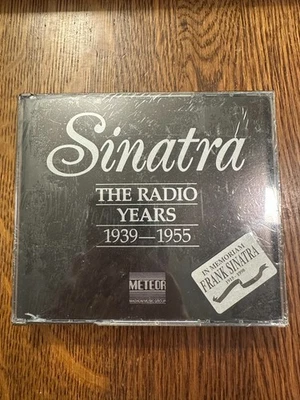 Sinatra
THE RADIO
YEARS
1939—1955
METEOR
IN MEMORIAM
FRANK SINATRA